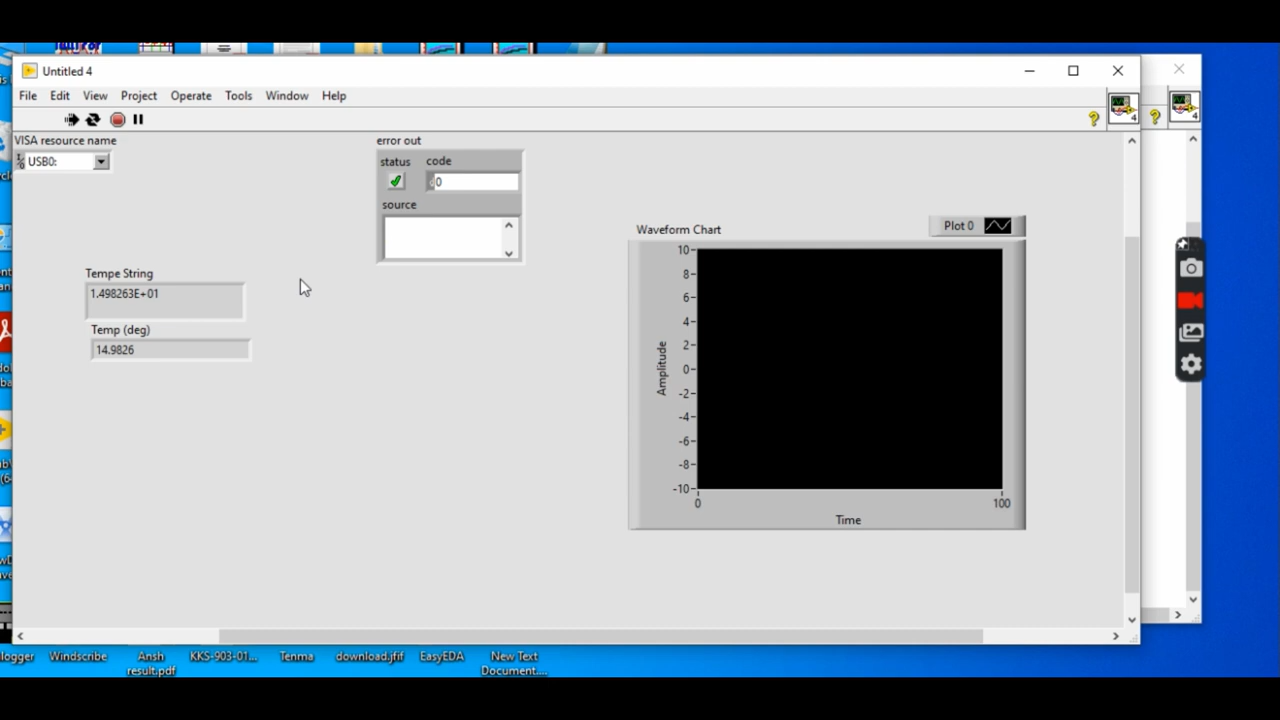 Untitled 4
File Edit View Project Operate Tools Window Help
4
4
VISA resource name
USB0:
error out
status code
0
source
Tempe String
1.498263E+01
Temp (deg)
14.9826
Waveform Chart
Plot 0
10
8
6
4
2
0
-2
-4
-6
-8
-10
Amplitude
0 100
Time
logger Windscribe Ansh result.pdf KKS-903-01... Tenma download.jfif EasyEDA New Text Document....